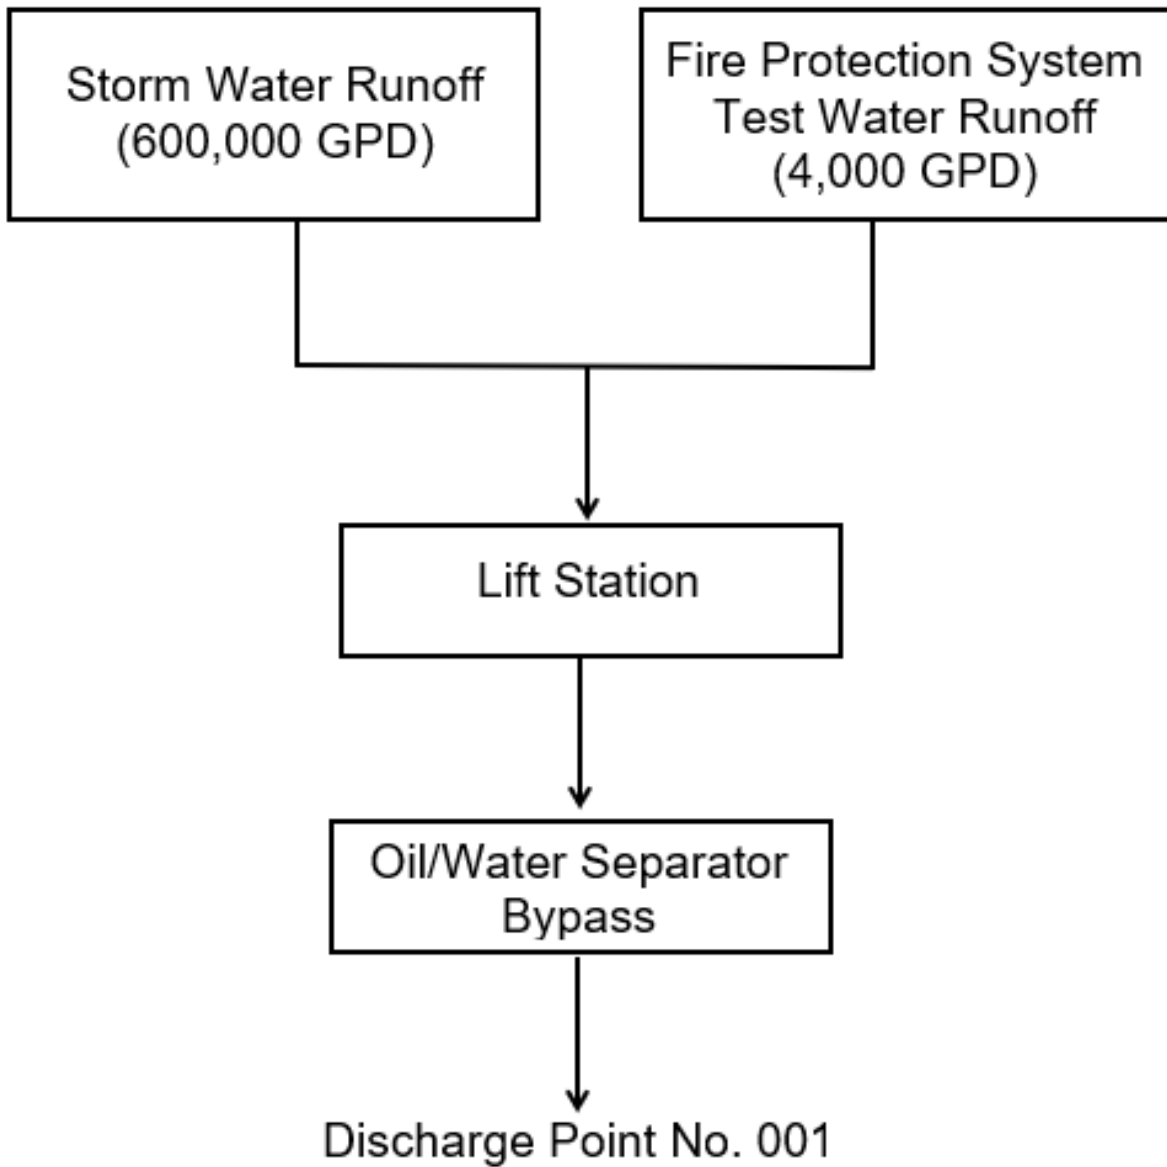 Storm Water Runoff
(600,000 GPD)
Fire Protection System
Test Water Runoff
(4,000 GPD)
Lift Station
Oil/Water Separator
Bypass
Discharge Point No. 001